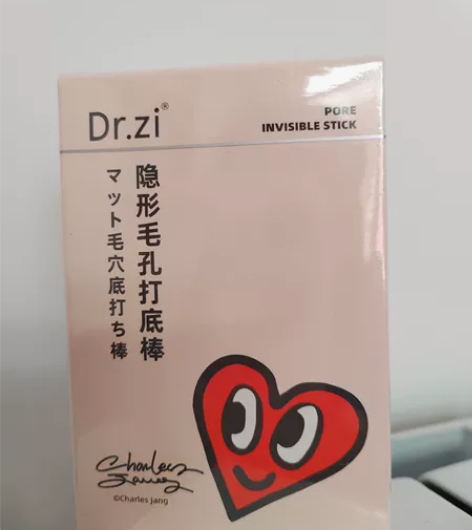 Dr.zi®
PORE
INVISIBLE STICK
隐形毛孔打底棒
マット毛穴底打ち棒
Charles
©Charles Jang